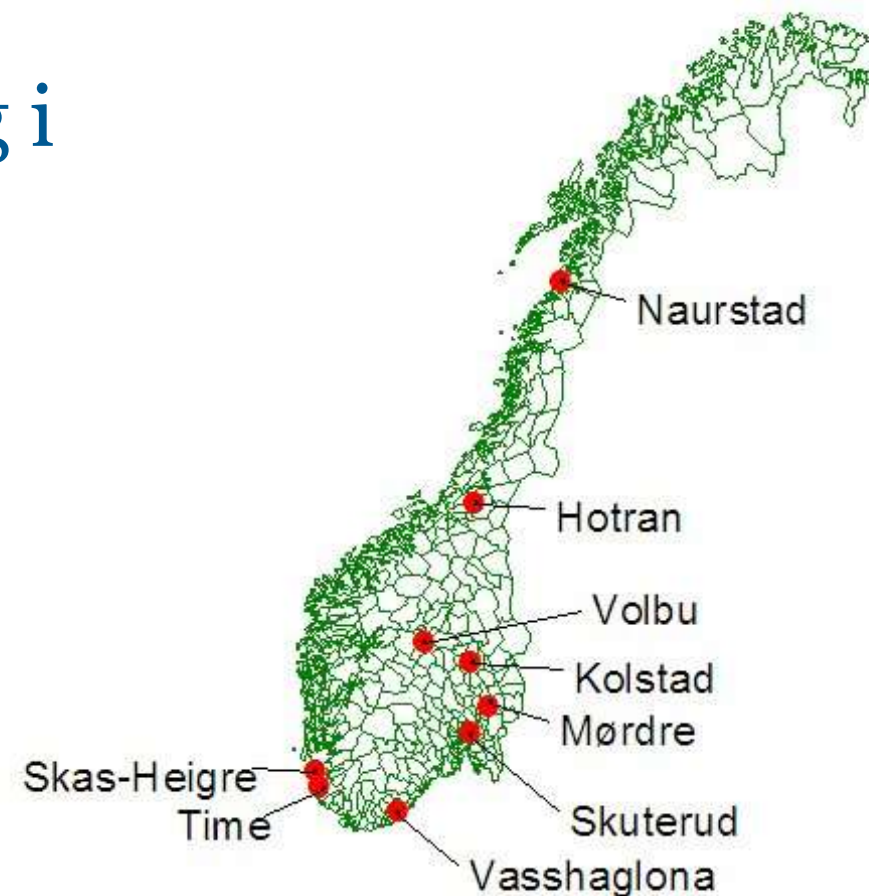 g i
Naurstad
Hotran
Volbu
Kolstad
Mørdre
Skas-Heigre
Time
Skuterud
Vasshaglona